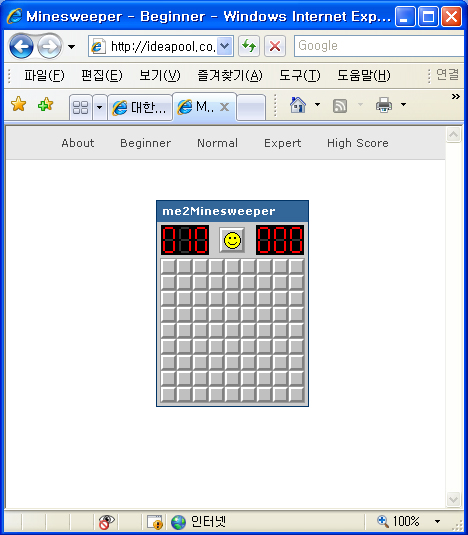 Minesweeper - Beginner - Windows Internet Exp...
http://ideapool.co.
Google
파일(F) 편집(E) 보기(V) 즐겨찾기(A) 도구(T) 도움말(H) 연결
대한... M..
About Beginner Normal Expert High Score
me2Minesweeper
010 000
인터넷 100%